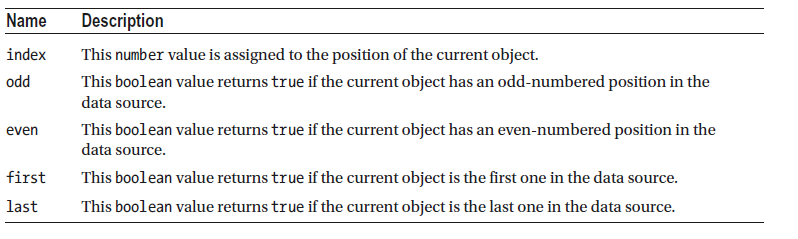 Name Description
index This number value is assigned to the position of the current object.
odd This boolean value returns true if the current object has an odd-numbered position in the
data source.
even This boolean value returns true if the current object has an even-numbered position in the
data source.
first This boolean value returns true if the current object is the first one in the data source.
last This boolean value returns true if the current object is the last one in the data source.